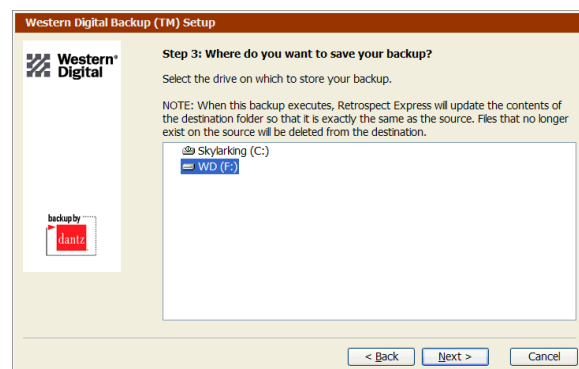 Western Digital Backup (TM) Setup
Western®
Digital
Step 3: Where do you want to save your backup?
Select the drive on which to store your backup.
NOTE: When this backup executes, Retrospect Express will update the contents of
the destination folder so that it is exactly the same as the source. Files that no longer
exist on the source will be deleted from the destination.
Skylarking (C:)
WD (F:)
backup by
dantz
< Back
Next >
Cancel